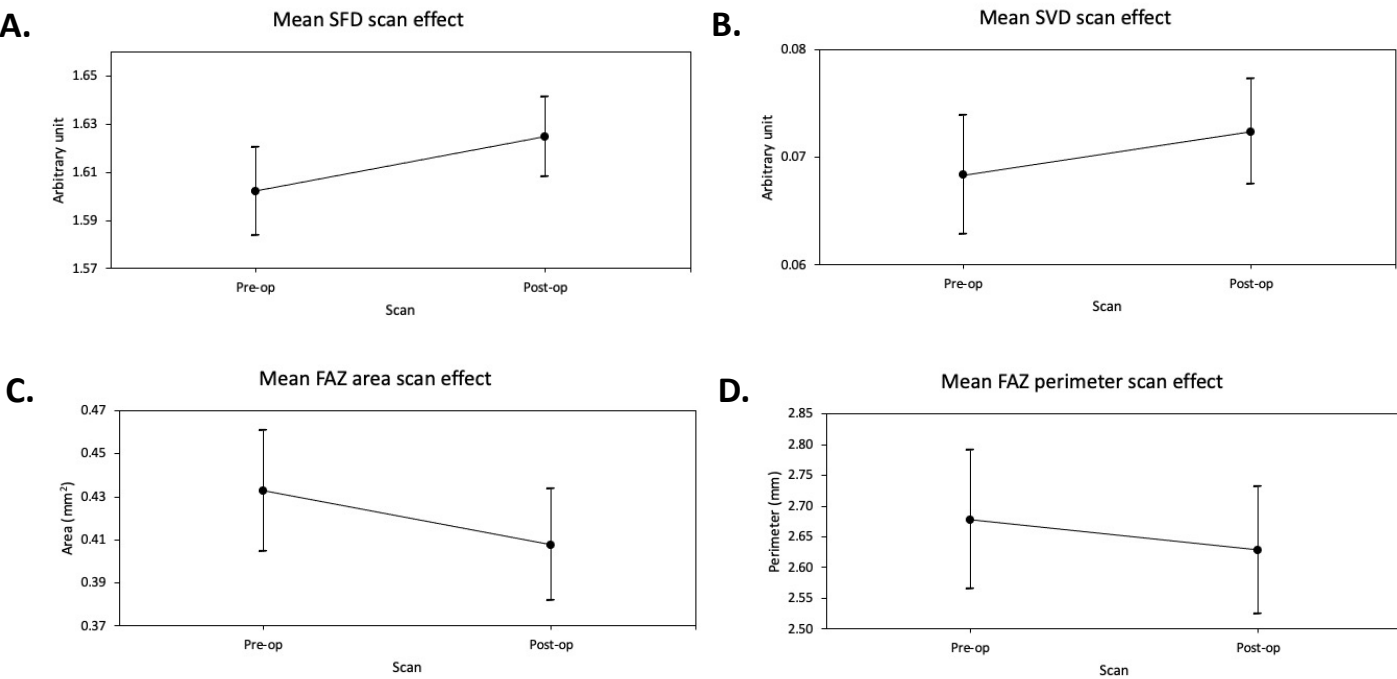 A.
Mean SFD scan effect
Arbitrary unit
1.65
1.63
1.61
1.59
1.57
Pre-op Post-op
Scan
B.
Mean SVD scan effect
Arbitrary unit
0.08
0.07
0.06
Pre-op Post-op
Scan
C.
Mean FAZ area scan effect
Area (mm²)
0.47
0.45
0.43
0.41
0.39
0.37
Pre-op Post-op
Scan
D.
Mean FAZ perimeter scan effect
Perimeter (mm)
2.85
2.80
2.75
2.70
2.65
2.60
2.55
2.50
Pre-op Post-op
Scan